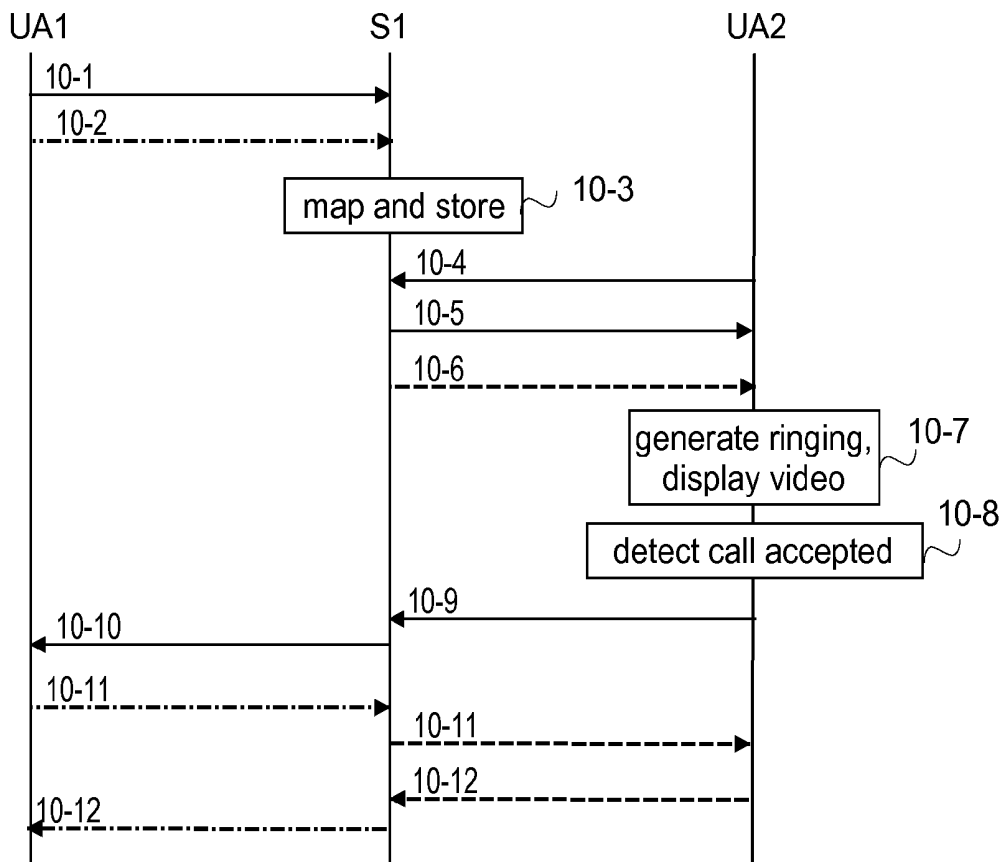 UA1
S1
UA2
10-1
10-2
map and store
10-3
10-4
10-5
10-6
generate ringing,
display video
10-7
detect call accepted
10-8
10-9
10-10
10-11
10-11
10-12
10-12